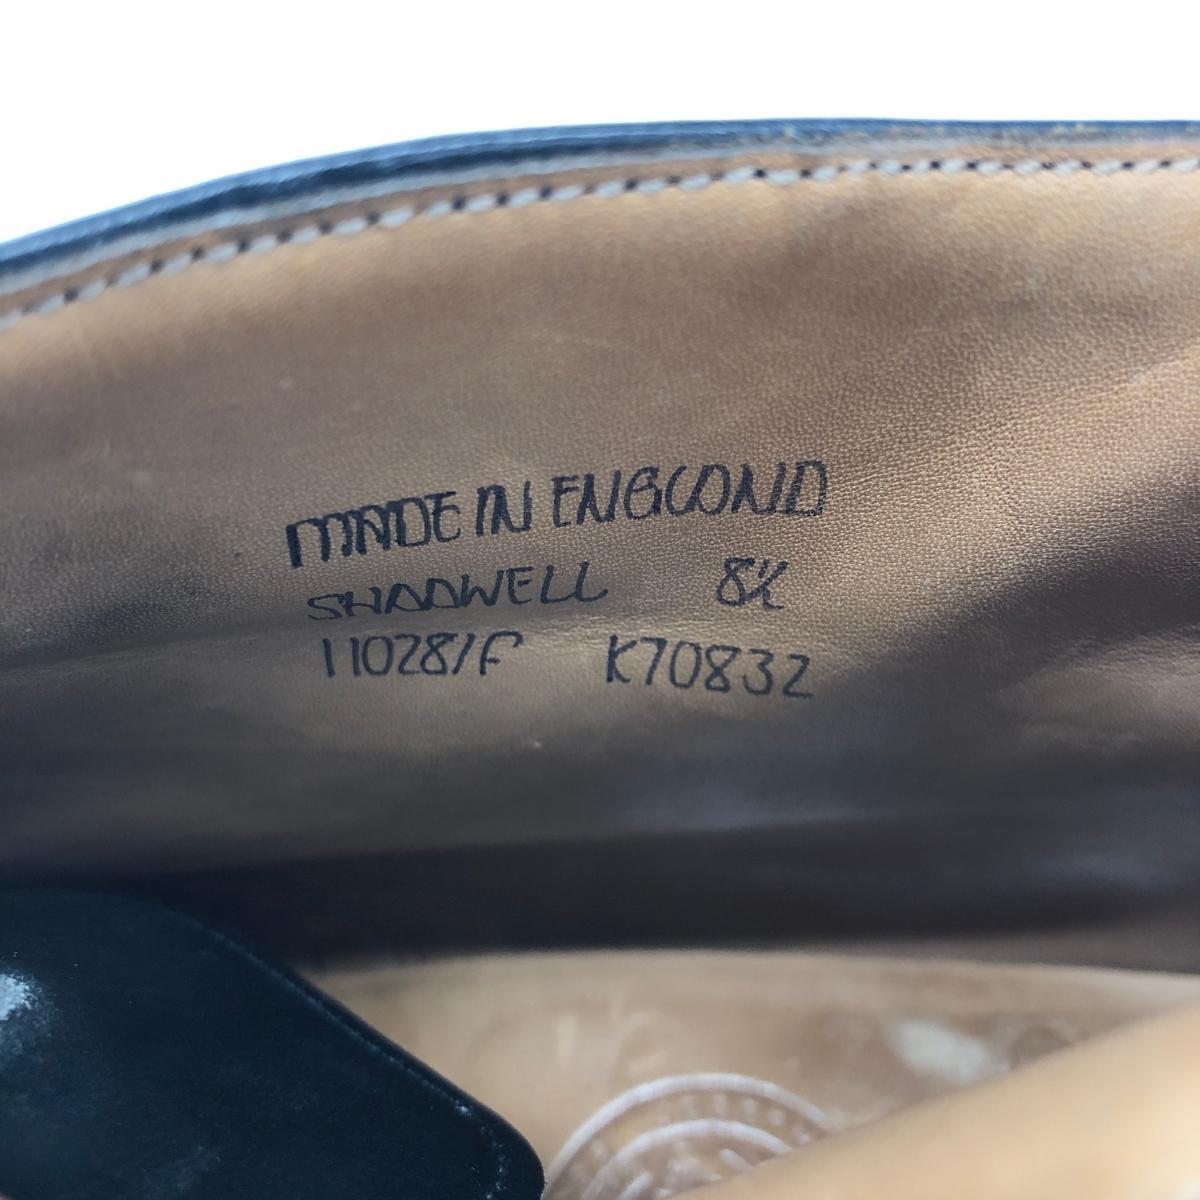 MADE IN ENGLAND
SHADWELL 8½
11028/F K70832